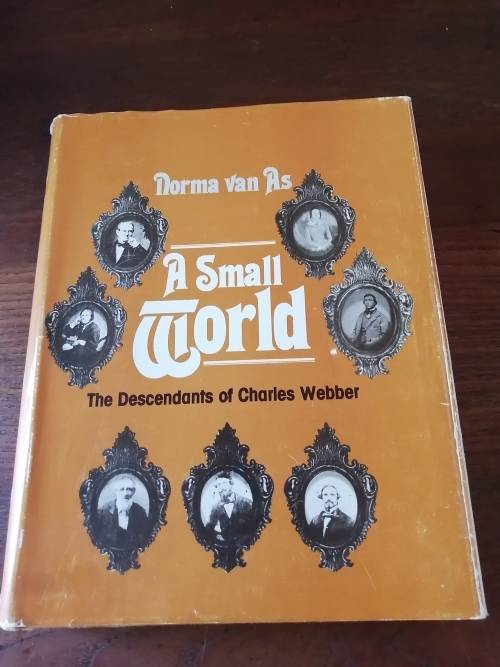 Norma van As
A Small
World
The Descendants of Charles Webber